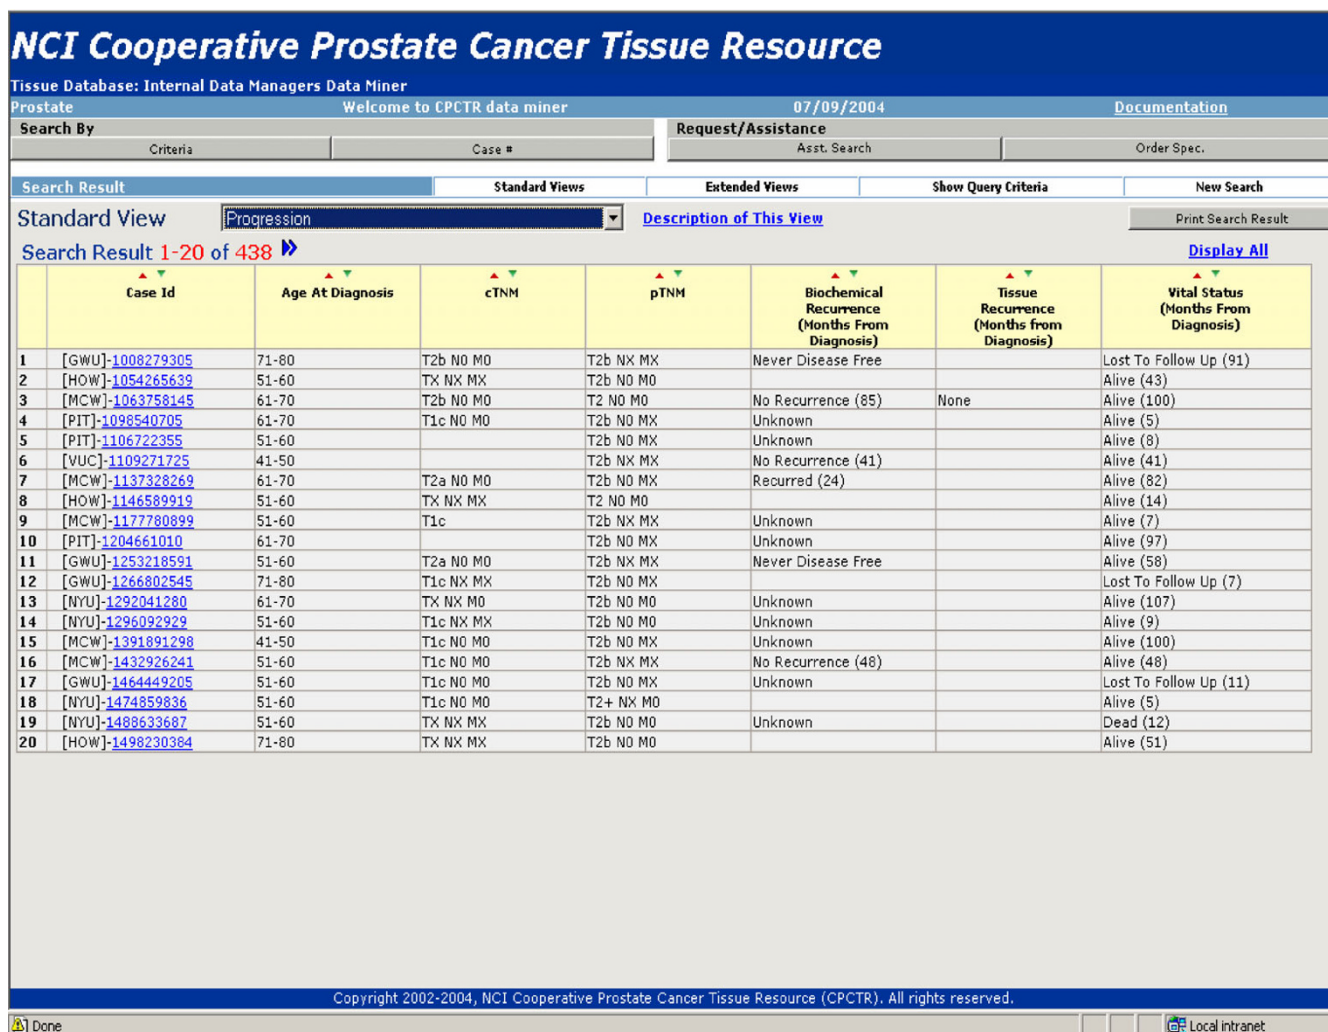 NCI Cooperative Prostate Cancer Tissue Resource
Tissue Database: Internal Data Managers Data Miner
Prostate Welcome to CPCTR data miner 07/09/2004 Documentation
Search By Request/Assistance
Criteria Case # Asst. Search Order Spec.
Search Result Standard Views Extended Views Show Query Criteria New Search
Standard View Progression Description of This View Print Search Result
Search Result 1-20 of 438 Display All
Case Id Age At Diagnosis cTNM pTNM Biochemical Recurrence (Months From Diagnosis) Tissue Recurrence (Months from Diagnosis) Vital Status (Months From Diagnosis)
1 [GWU]-1008279305 71-80 T2b N0 M0 T2b NX MX Never Disease Free Lost To Follow Up (91)
2 [HOW]-1054265639 51-60 TX NX MX T2b N0 M0 Alive (43)
3 [MCW]-1063758145 61-70 T2b N0 M0 T2 N0 M0 No Recurrence (85) None Alive (100)
4 [PIT]-1098540705 61-70 T1c N0 M0 T2b N0 MX Unknown Alive (5)
5 [PIT]-1106722355 51-60 T2b N0 MX Unknown Alive (8)
6 [VUC]-1109271725 41-50 T2b NX MX No Recurrence (41) Alive (41)
7 [MCW]-1137328269 61-70 T2a N0 M0 T2b N0 MX Recurred (24) Alive (82)
8 [HOW]-1146589919 51-60 TX NX MX T2 N0 M0 Alive (14)
9 [MCW]-1177780899 51-60 T1c T2b NX MX Unknown Alive (7)
10 [PIT]-1204661010 61-70 T2b N0 MX Unknown Alive (97)
11 [GWU]-1253218591 51-60 T2a N0 M0 T2b NX MX Never Disease Free Alive (58)
12 [GWU]-1266802545 71-80 T1c NX MX T2b N0 MX Lost To Follow Up (7)
13 [NYU]-1292041280 61-70 TX NX M0 T2b N0 M0 Unknown Alive (107)
14 [NYU]-1296092929 51-60 T1c NX MX T2b N0 M0 Unknown Alive (9)
15 [MCW]-1391891298 41-50 T1c N0 M0 T2b N0 MX Unknown Alive (100)
16 [MCW]-1432926241 51-60 T1c N0 M0 T2b NX MX No Recurrence (48) Alive (48)
17 [GWU]-1464449205 51-60 T1c N0 M0 T2b N0 MX Unknown Lost To Follow Up (11)
18 [NYU]-1474859836 51-60 T1c N0 M0 T2+ NX M0 Alive (5)
19 [NYU]-1488633687 51-60 TX NX MX T2b N0 M0 Unknown Dead (12)
20 [HOW]-1498230384 71-80 TX NX MX T2b N0 M0 Alive (51)
Copyright 2002-2004, NCI Cooperative Prostate Cancer Tissue Resource (CPCTR). All rights reserved.
Done Local intranet